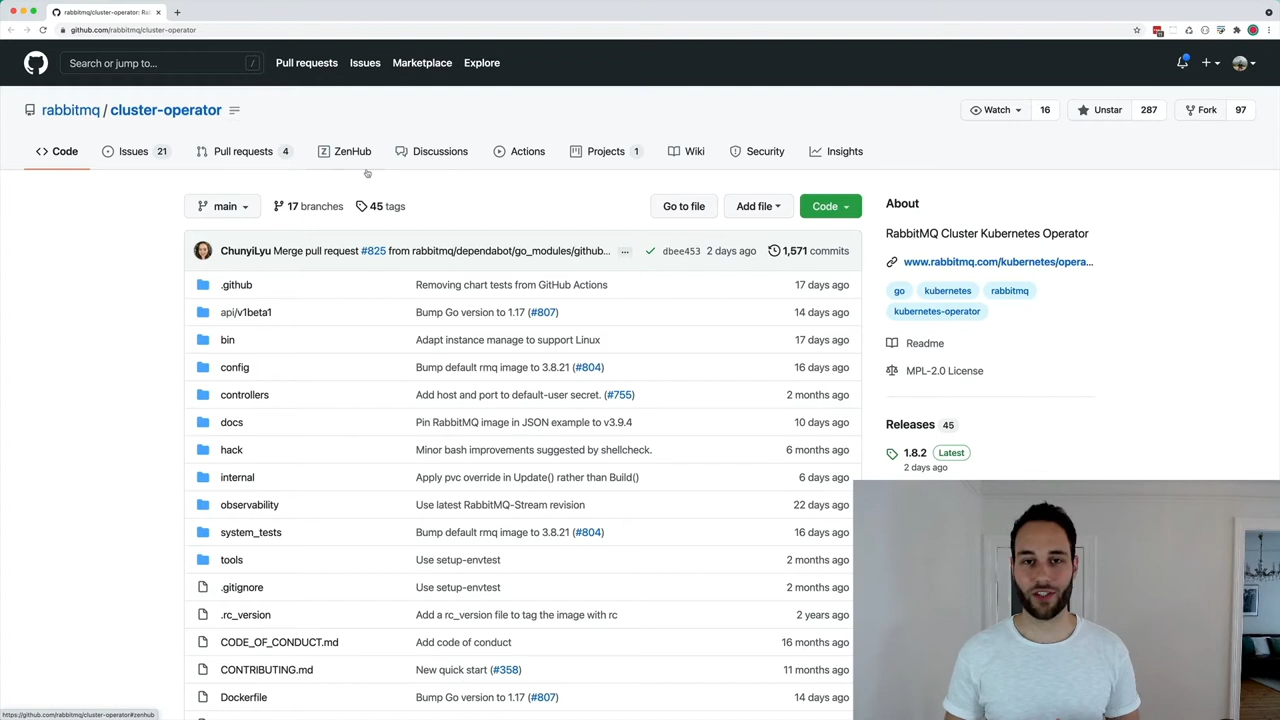 rabbitmq/cluster-operator: Ra
github.com/rabbitmq/cluster-operator
Search or jump to... /
Pull requests Issues Marketplace Explore
rabbitmq / cluster-operator
Watch 16 Unstar 287 Fork 97
Code Issues 21 Pull requests 4 ZenHub Discussions Actions Projects 1 Wiki Security Insights
main 17 branches 45 tags Go to file Add file Code
ChunyiLyu Merge pull request #825 from rabbitmq/dependabot/go_modules/github... ... dbee453 2 days ago 1,571 commits
.github Removing chart tests from GitHub Actions 17 days ago
api/v1beta1 Bump Go version to 1.17 (#807) 14 days ago
bin Adapt instance manage to support Linux 17 days ago
config Bump default rmq image to 3.8.21 (#804) 16 days ago
controllers Add host and port to default-user secret. (#755) 2 months ago
docs Pin RabbitMQ image in JSON example to v3.9.4 10 days ago
hack Minor bash improvements suggested by shellcheck. 6 months ago
internal Apply pvc override in Update() rather than Build() 6 days ago
observability Use latest RabbitMQ-Stream revision 22 days ago
system_tests Bump default rmq image to 3.8.21 (#804) 16 days ago
tools Use setup-envtest 2 months ago
.gitignore Use setup-envtest 2 months ago
.rc_version Add a rc_version file to tag the image with rc 2 years ago
CODE_OF_CONDUCT.md Add code of conduct 16 months ago
CONTRIBUTING.md New quick start (#358) 11 months ago
Dockerfile Bump Go version to 1.17 (#807) 14 days ago
About
RabbitMQ Cluster Kubernetes Operator
www.rabbitmq.com/kubernetes/opera...
go kubernetes rabbitmq
kubernetes-operator
Readme
MPL-2.0 License
Releases 45
1.8.2 Latest
2 days ago
https://github.com/rabbitmq/cluster-operator#zenhub